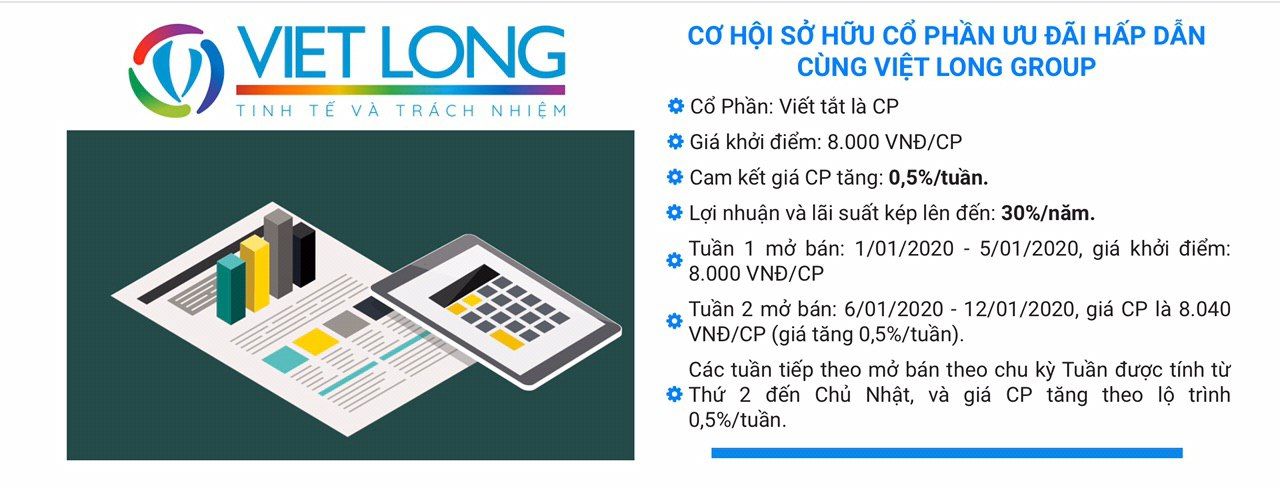 VIET LONG
TINH TẾ VÀ TRÁCH NHIỆM
CƠ HỘI SỞ HỮU CỔ PHẦN ƯU ĐÃI HẤP DẪN
CÙNG VIỆT LONG GROUP
Cổ Phần: Viết tắt là CP
Giá khởi điểm: 8.000 VNĐ/CP
Cam kết giá CP tăng: 0,5%/tuần.
Lợi nhuận và lãi suất kép lên đến: 30%/năm.
Tuần 1 mở bán: 1/01/2020 - 5/01/2020, giá khởi điểm:
8.000 VNĐ/CP
Tuần 2 mở bán: 6/01/2020 - 12/01/2020, giá CP là 8.040
VNĐ/CP (giá tăng 0,5%/tuần).
Các tuần tiếp theo mở bán theo chu kỳ Tuần được tính từ
Thứ 2 đến Chủ Nhật, và giá CP tăng theo lộ trình
0,5%/tuần.